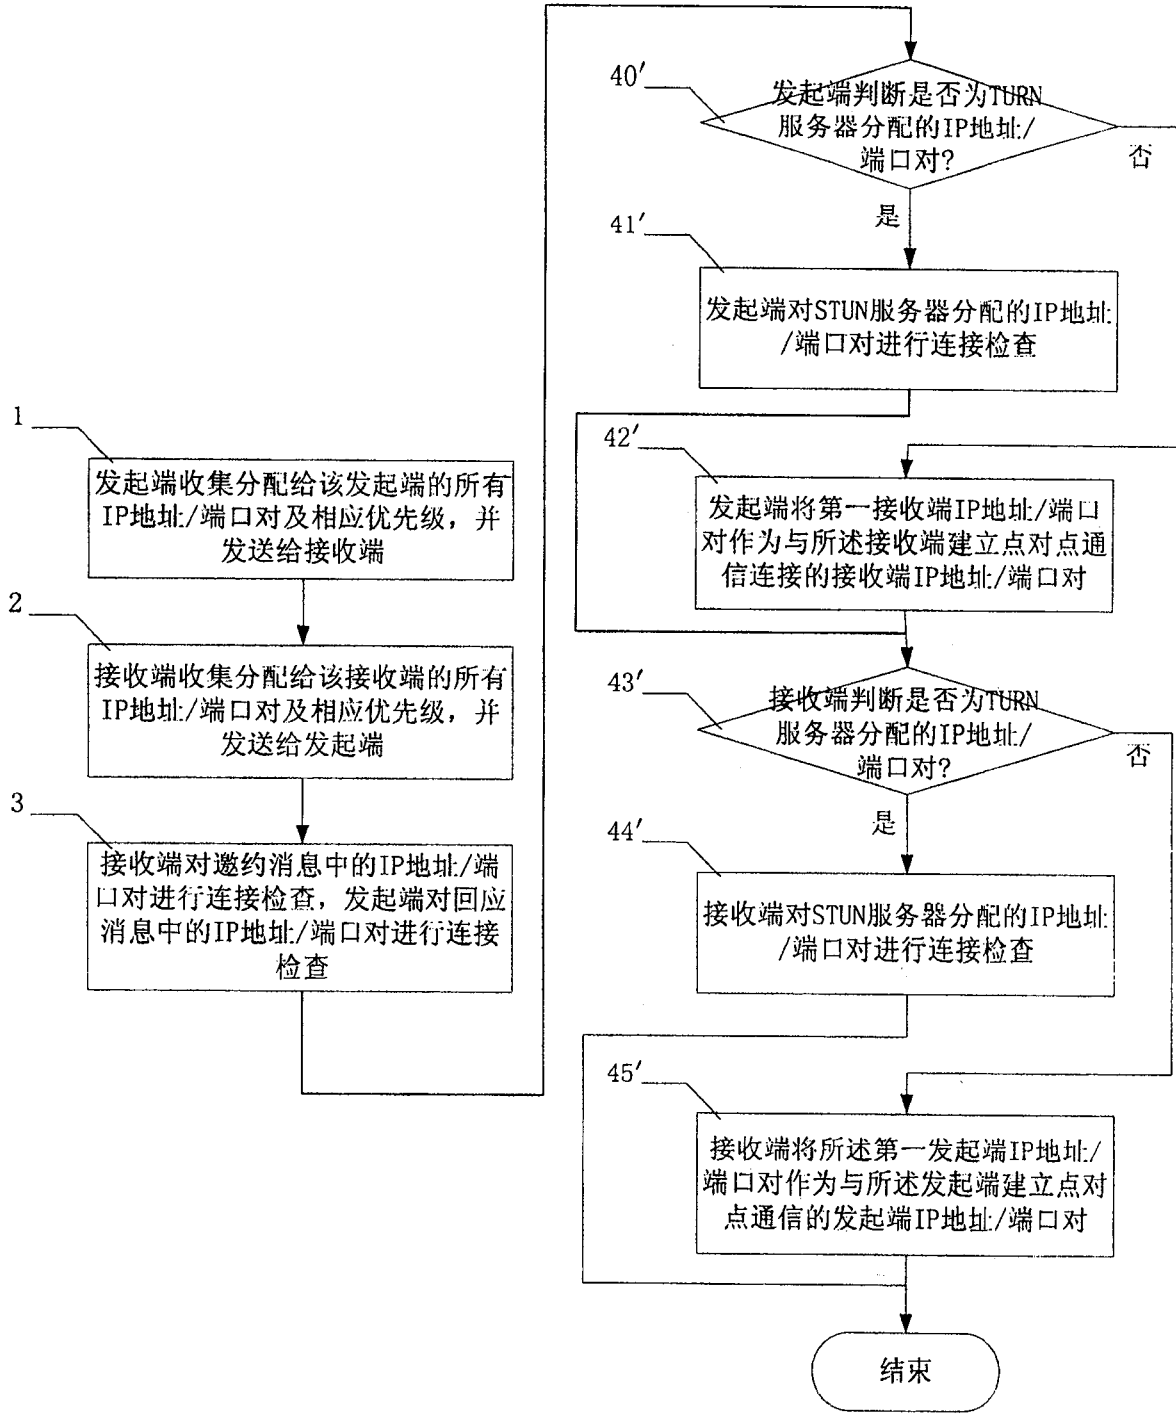 1
发起端收集分配给该发起端的所有
IP地址/端口对及相应优先级，并
发送给接收端
2
接收端收集分配给该接收端的所有
IP地址/端口对及相应优先级，并
发送给发起端
3
接收端对邀约消息中的IP地址/端
口对进行连接检查，发起端对回应
消息中的IP地址/端口对进行连接
检查
40′
发起端判断是否为TURN
服务器分配的IP地址/
端口对?
否
是
41′
发起端对STUN服务器分配的IP地址
/端口对进行连接检查
42′
发起端将第一接收端IP地址/端口
对作为与所述接收端建立点对点通
信连接的接收端IP地址/端口对
43′
接收端判断是否为TURN
服务器分配的IP地址/
端口对?
否
是
44′
接收端对STUN服务器分配的IP地址
/端口对进行连接检查
45′
接收端将所述第一发起端IP地址/
端口对作为与所述发起端建立点对
点通信的发起端IP地址/端口对
结束